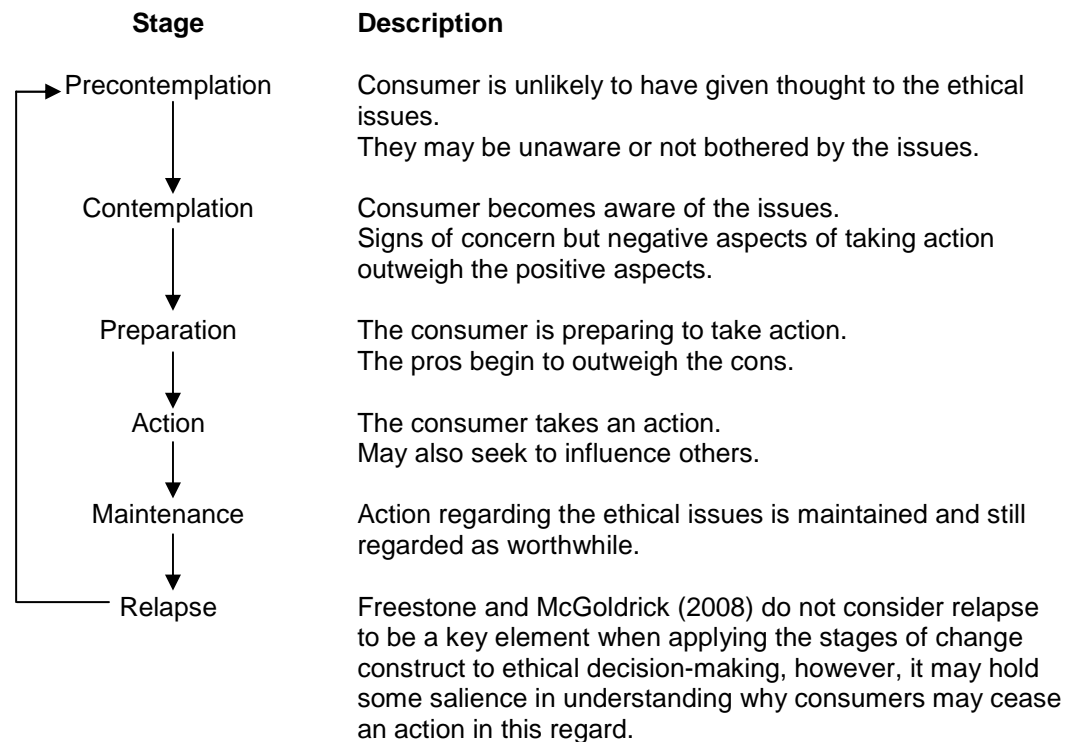 Stage Description
Precontemplation Consumer is unlikely to have given thought to the ethical
issues.
They may be unaware or not bothered by the issues.
Contemplation Consumer becomes aware of the issues.
Signs of concern but negative aspects of taking action
outweigh the positive aspects.
Preparation The consumer is preparing to take action.
The pros begin to outweigh the cons.
Action The consumer takes an action.
May also seek to influence others.
Maintenance Action regarding the ethical issues is maintained and still
regarded as worthwhile.
Relapse Freestone and McGoldrick (2008) do not consider relapse
to be a key element when applying the stages of change
construct to ethical decision-making, however, it may hold
some salience in understanding why consumers may cease
an action in this regard.